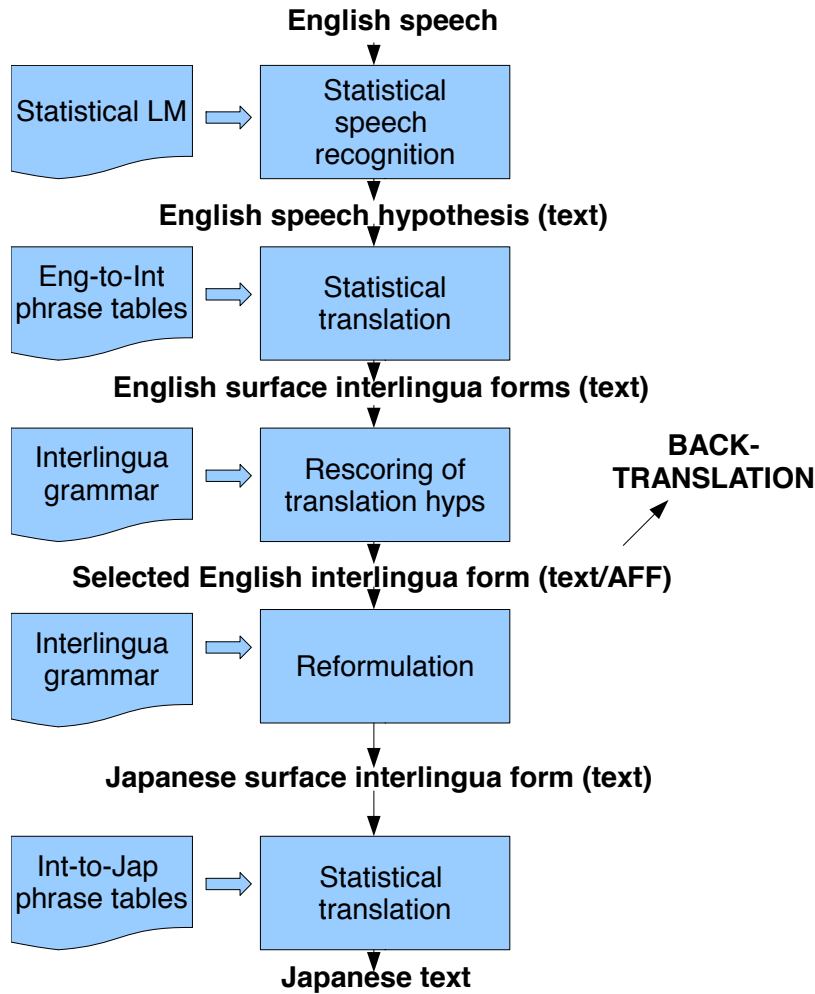 English speech
Statistical LM
Statistical
speech
recognition
English speech hypothesis (text)
Eng-to-Int
phrase tables
Statistical
translation
English surface interlingua forms (text)
Interlingua
grammar
Rescoring of
translation hyps
BACK-
TRANSLATION
Selected English interlingua form (text/AFF)
Interlingua
grammar
Reformulation
Japanese surface interlingua form (text)
Int-to-Jap
phrase tables
Statistical
translation
Japanese text